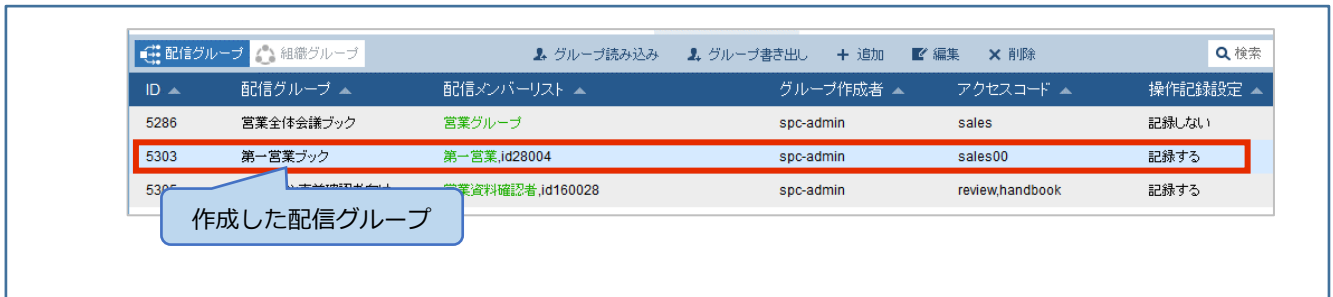 配信グループ 組織グループ グループ読み込み グループ書き出し + 追加 編集 × 削除 検索
ID ▲ 配信グループ ▲ 配信メンバーリスト ▲ グループ作成者 ▲ アクセスコード ▲ 操作記録設定 ▲
5286 営業全体会議ブック 営業グループ spc-admin sales 記録しない
5303 第一営業ブック 第一営業,id28004 spc-admin sales00 記録する
営業資料確認者,id160028 spc-admin review,handbook 記録する
作成した配信グループ